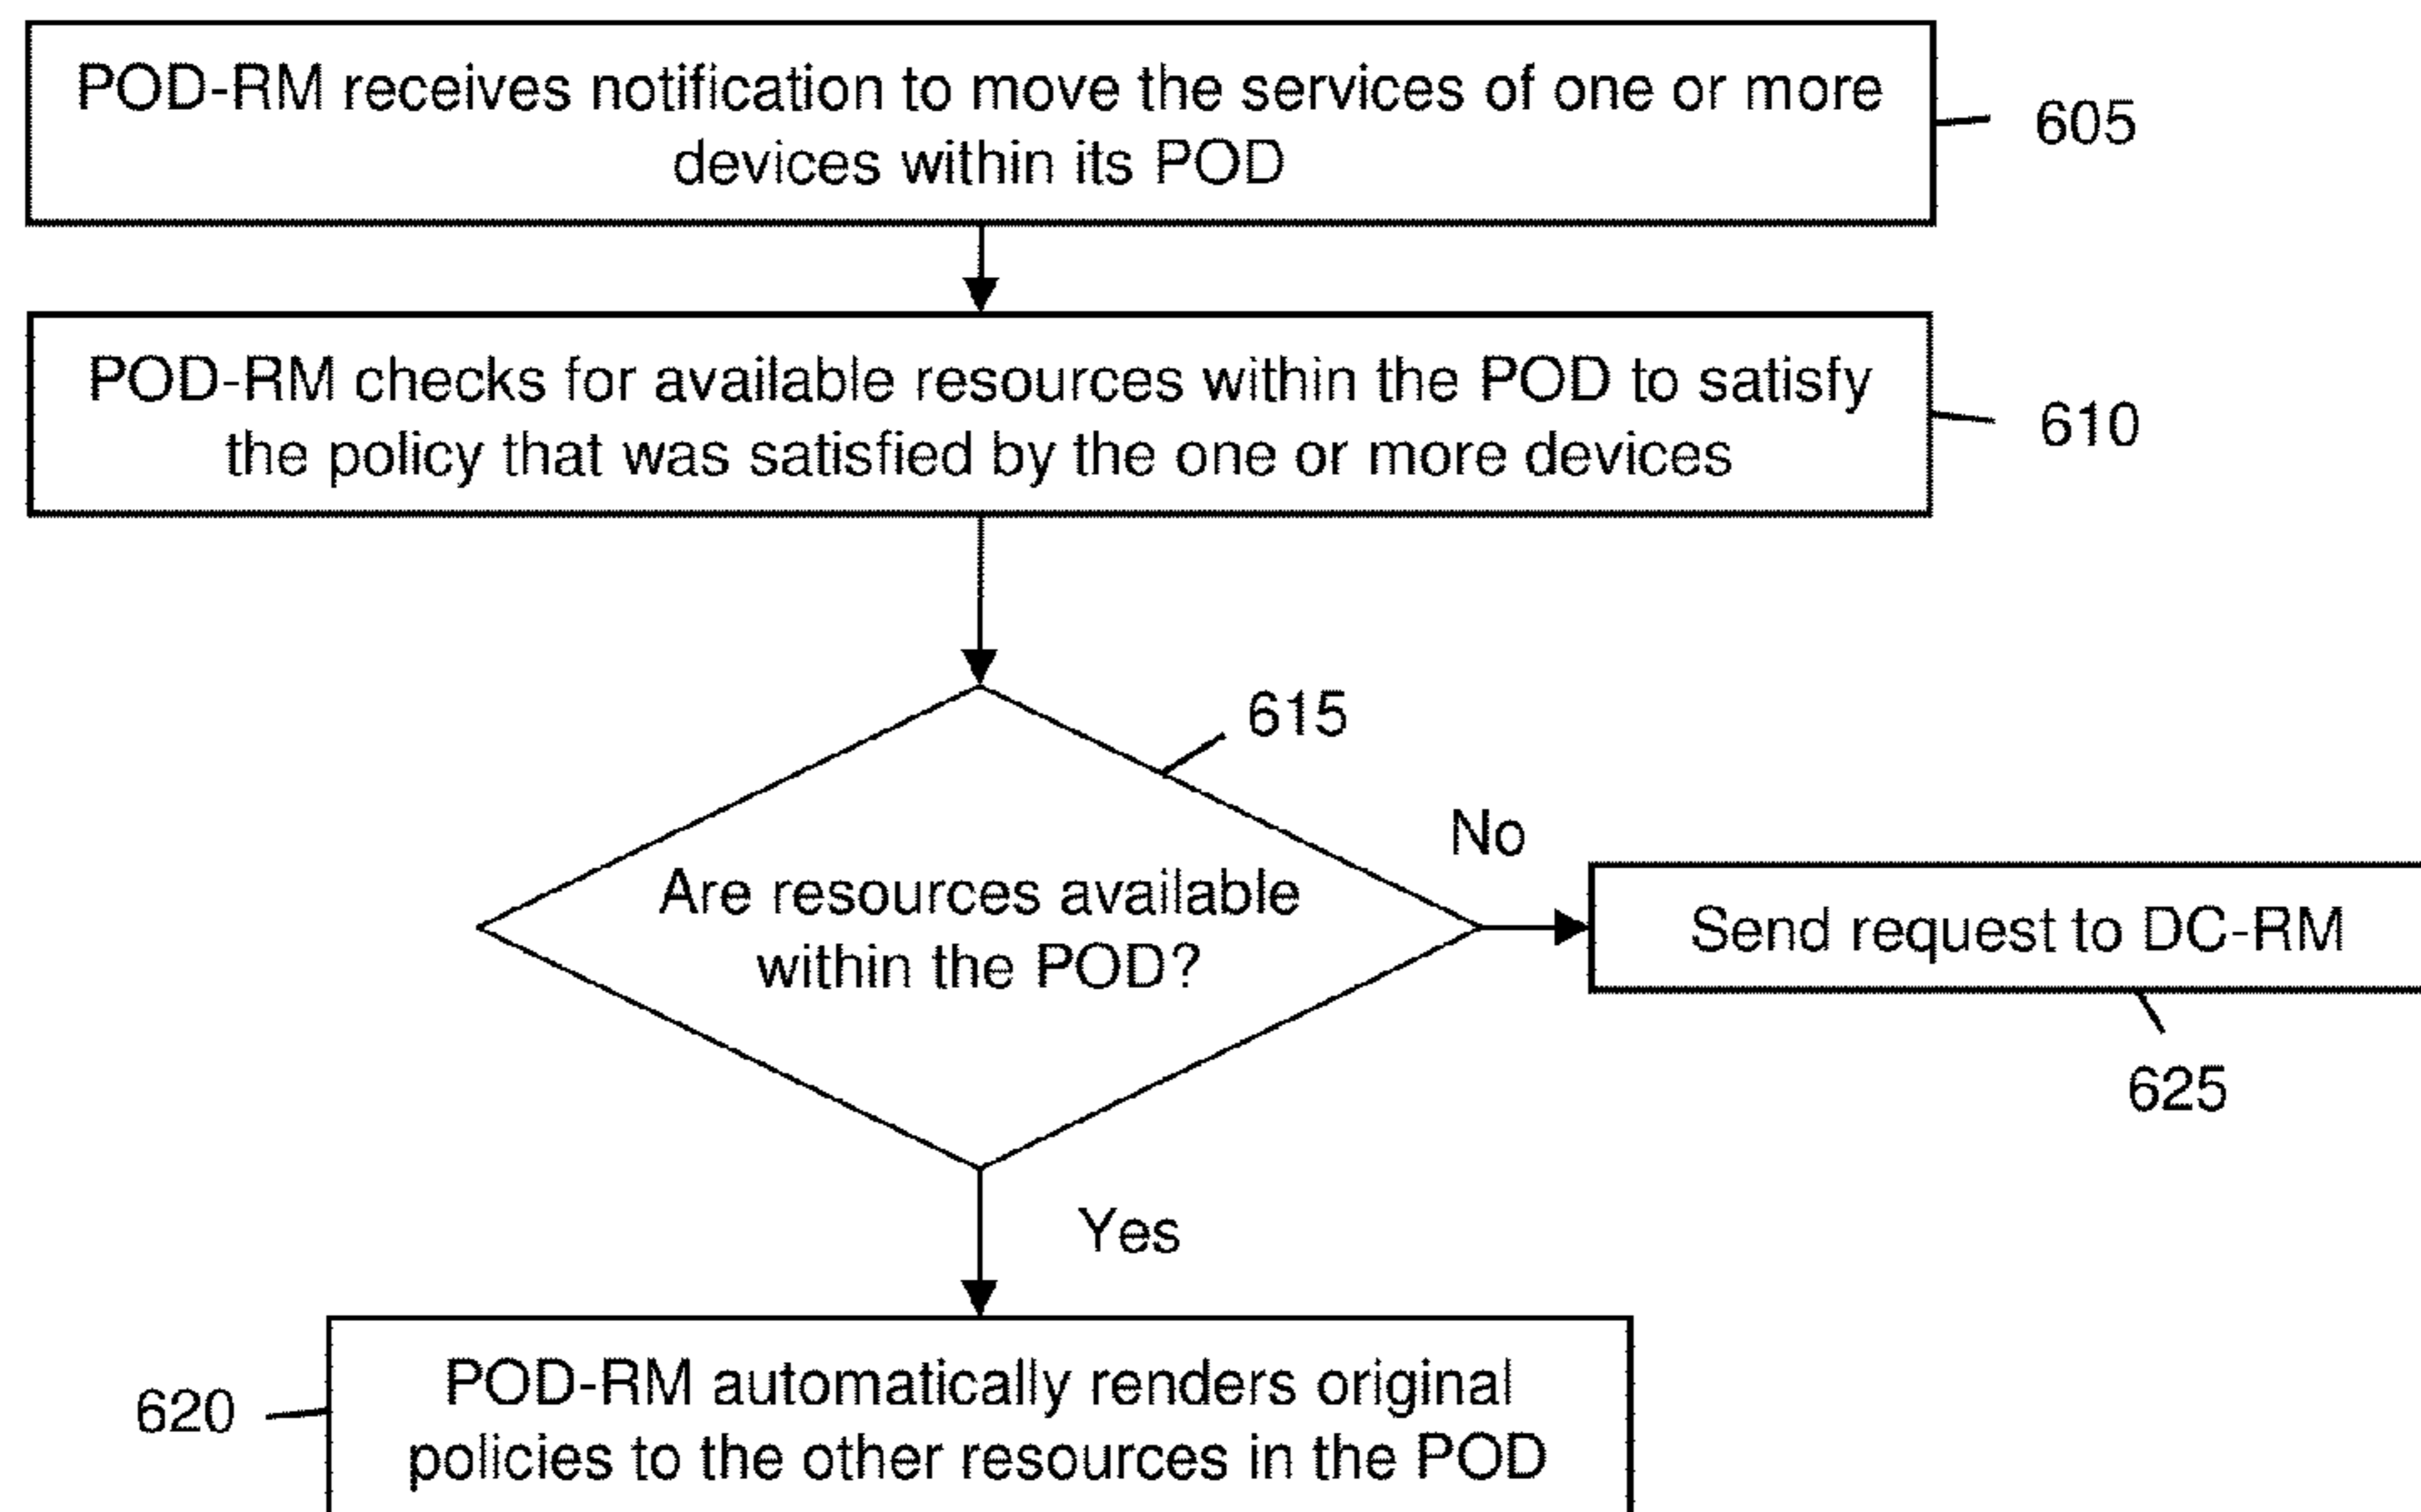 POD-RM receives notification to move the services of one or more
devices within its POD
605
POD-RM checks for available resources within the POD to satisfy
the policy that was satisfied by the one or more devices
610
615
Are resources available
within the POD?
No
Send request to DC-RM
625
Yes
620
POD-RM automatically renders original
policies to the other resources in the POD